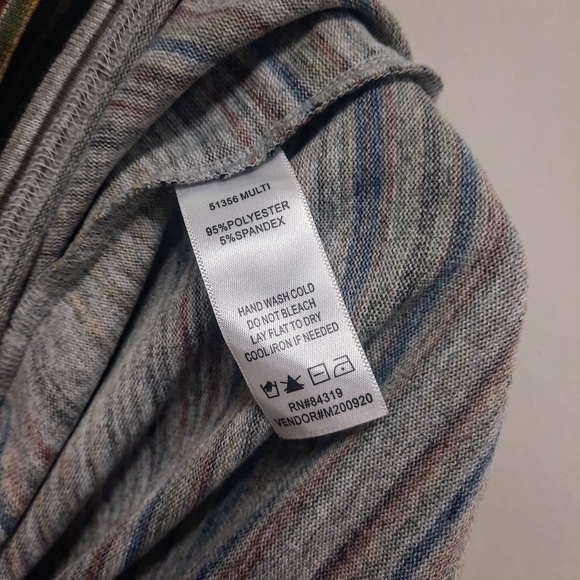 51356 MULTI
95%POLYESTER
5%SPANDEX
HAND WASH COLD
DO NOT BLEACH
LAY FLAT TO DRY
COOL IRON IF NEEDED
RN#84319
VENDOR#M200920